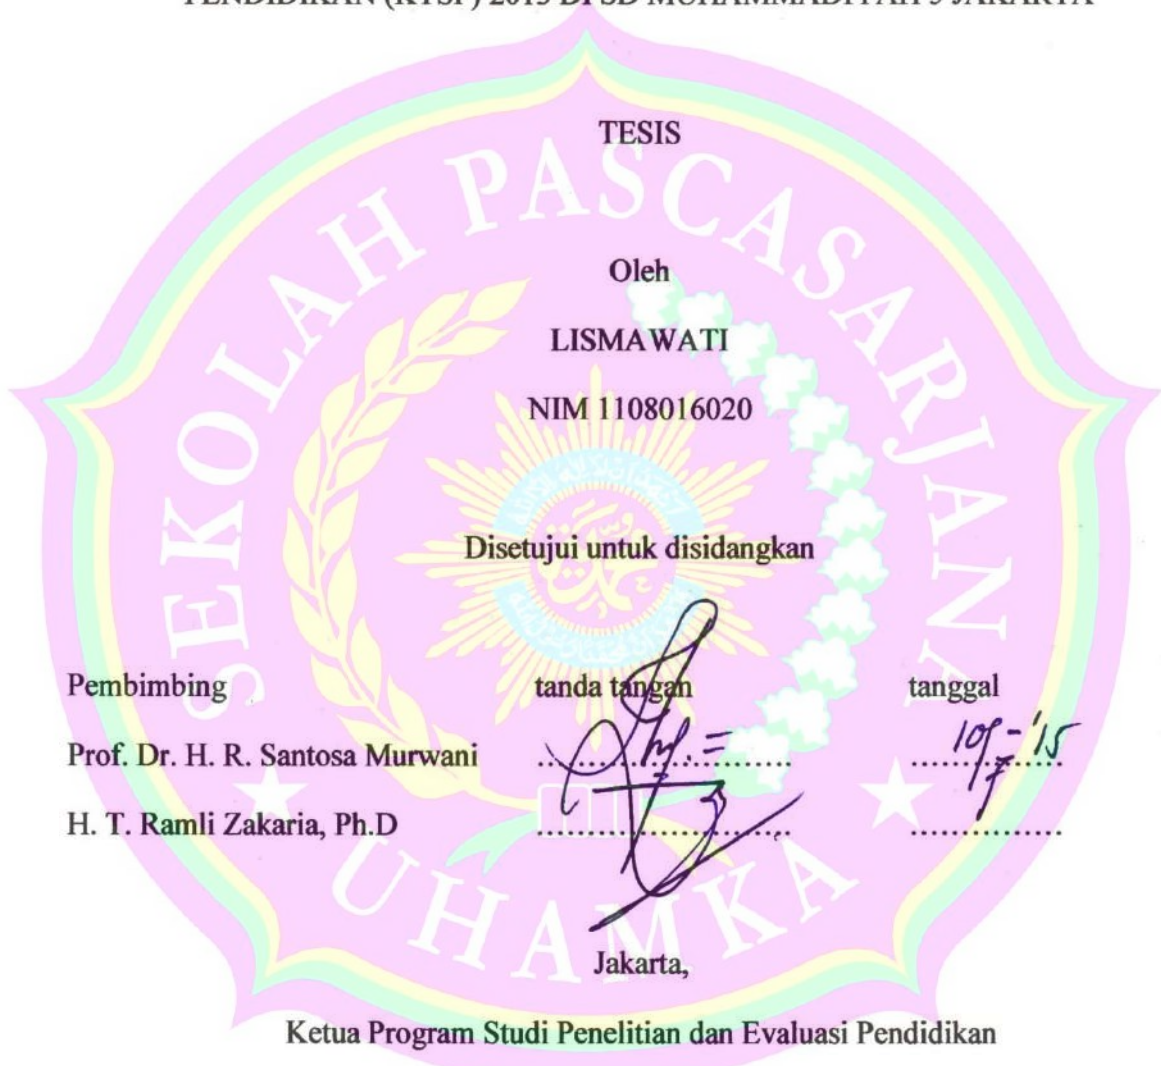 PENDIDIKAN (KTSP) 2013 DI SD MUHAMMADIYAH 5 JAKARTA
TESIS
SEKOLAH PASCASARJANA
Oleh
LISMAWATI
NIM 1108016020
Disetujui untuk disidangkan
Pembimbing tanda tangan tanggal
Prof. Dr. H. R. Santosa Murwani .......................... ................
H. T. Ramli Zakaria, Ph.D .......................... ................
UHAMKA
Jakarta,
Ketua Program Studi Penelitian dan Evaluasi Pendidikan